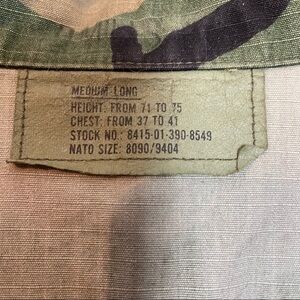 MEDIUM-LONG
HEIGHT: FROM 71 TO 75
CHEST: FROM 37 TO 41
STOCK NO.: 8415-01-390-8549
NATO SIZE: 8090/9404